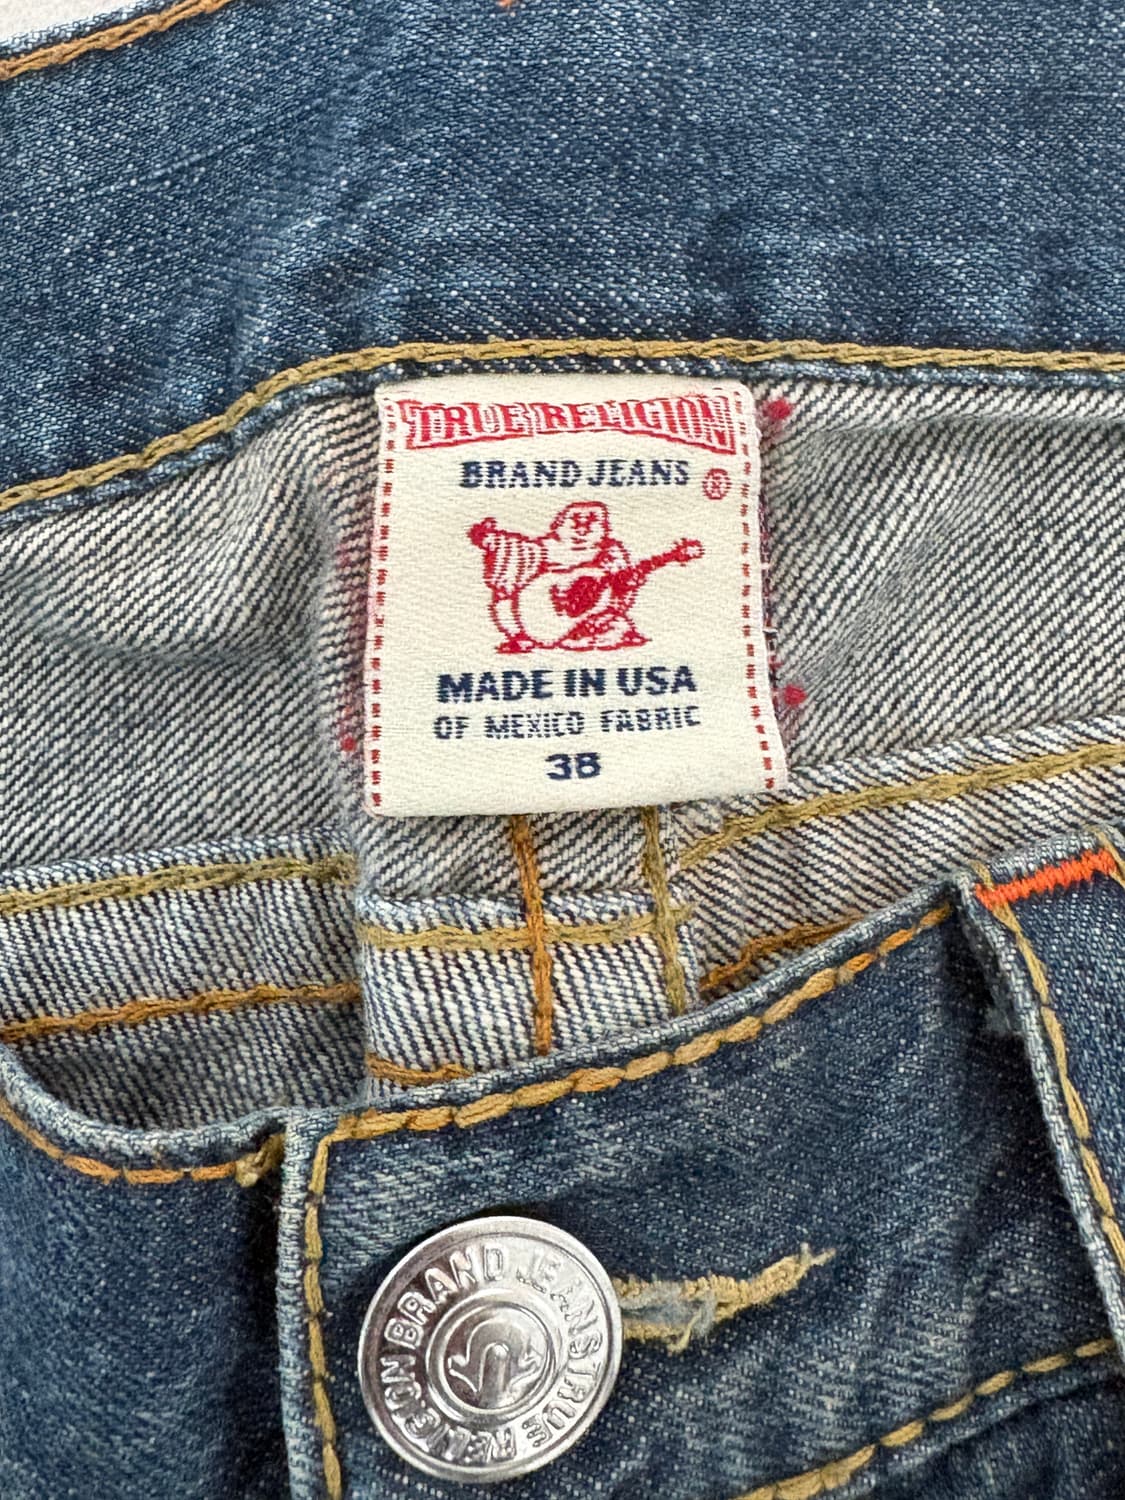 TRUE RELIGION
BRAND JEANS ®
MADE IN USA
OF MEXICO FABRIC
38
TRUE RELIGION BRAND JEANS